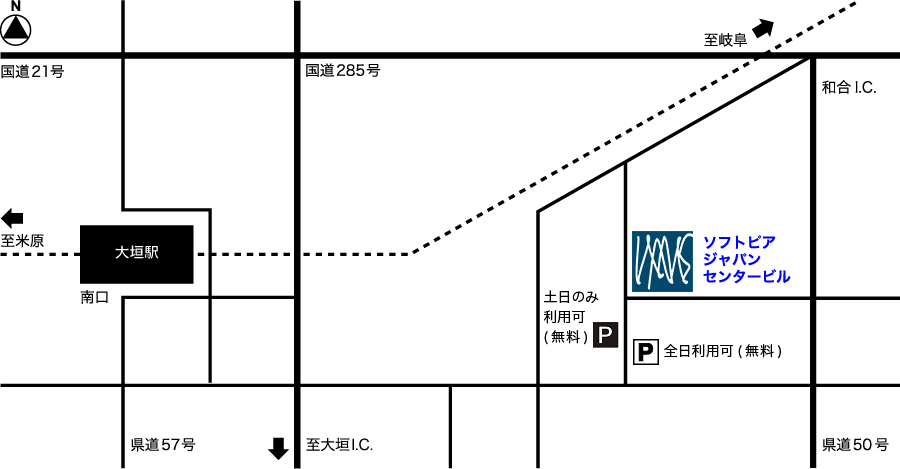 N
至岐阜
国道21号
国道285号
和合I.C.
至米原
大垣駅
ソフトピア
ジャパン
センタービル
南口
土日のみ
利用可
(無料)
P
P
全日利用可(無料)
県道57号
至大垣I.C.
県道50号